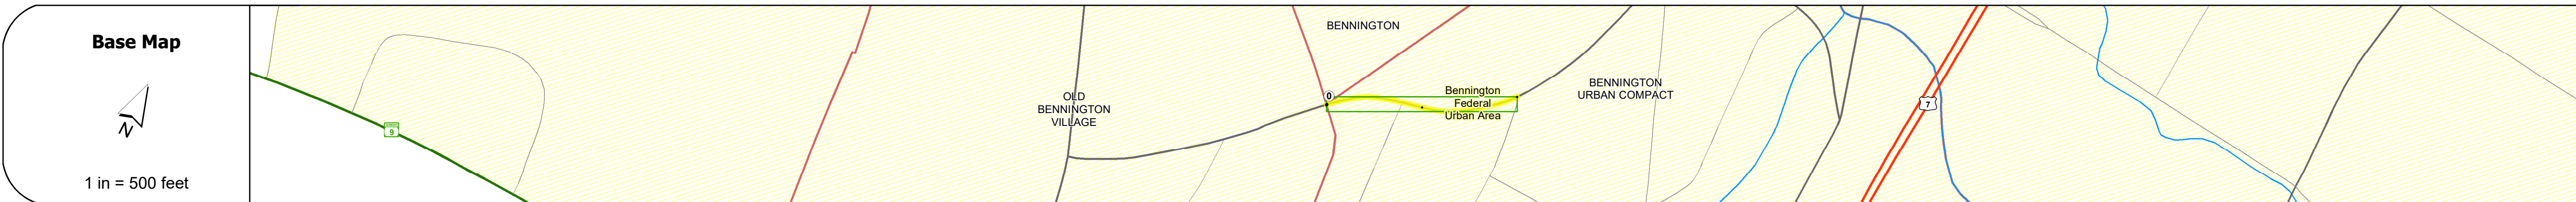 Base Map
N
1 in = 500 feet
9
OLD
BENNINGTON
VILLAGE
BENNINGTON
0
Bennington
Federal
Urban Area
BENNINGTON
URBAN COMPACT
7